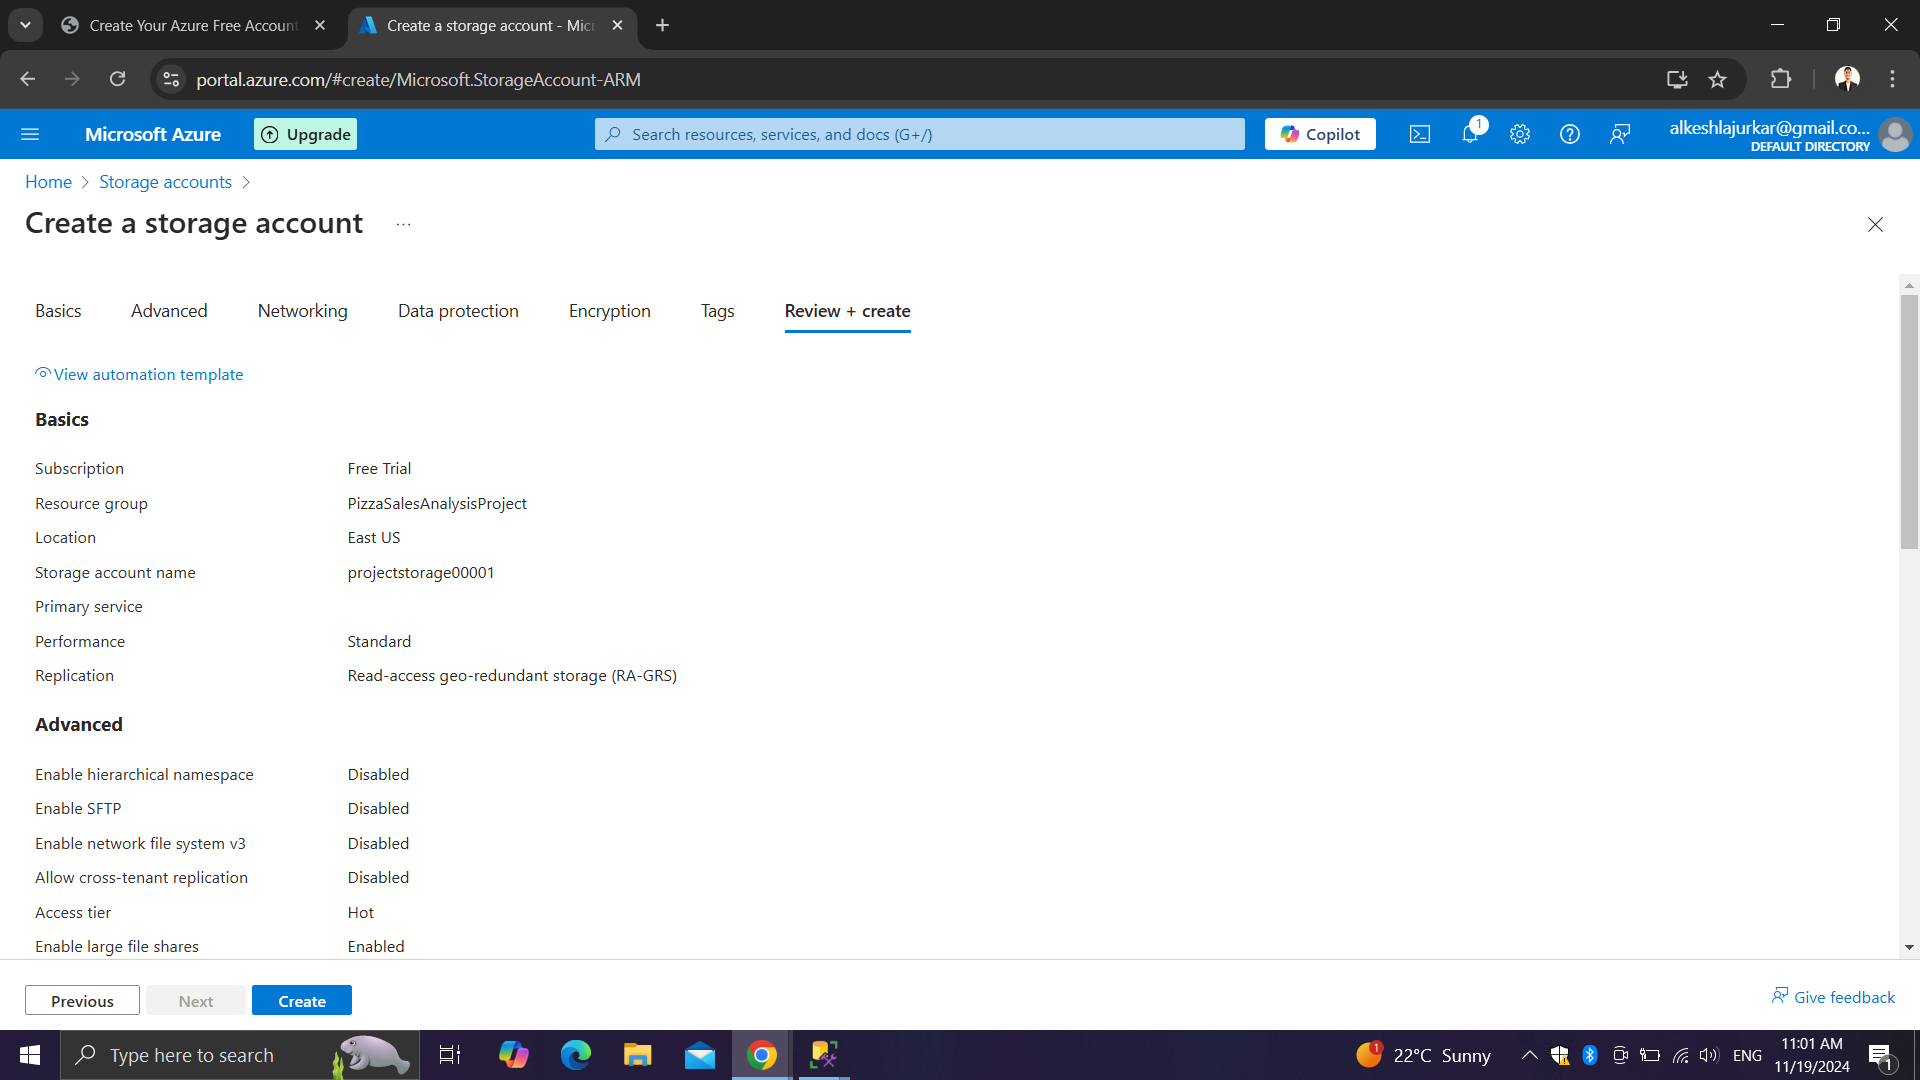 Create Your Azure Free Account
Create a storage account - Micr
portal.azure.com/#create/Microsoft.StorageAccount-ARM
Microsoft Azure
Upgrade
Search resources, services, and docs (G+/)
Copilot
1
alkeshlajurkar@gmail.co...
DEFAULT DIRECTORY
Home > Storage accounts >
Create a storage account ...
Basics Advanced Networking Data protection Encryption Tags Review + create
View automation template
Basics
Subscription Free Trial
Resource group PizzaSalesAnalysisProject
Location East US
Storage account name projectstorage00001
Primary service
Performance Standard
Replication Read-access geo-redundant storage (RA-GRS)
Advanced
Enable hierarchical namespace Disabled
Enable SFTP Disabled
Enable network file system v3 Disabled
Allow cross-tenant replication Disabled
Access tier Hot
Enable large file shares Enabled
Previous Next Create
Give feedback
Type here to search
1
22°C Sunny
ENG
11:01 AM
11/19/2024
1